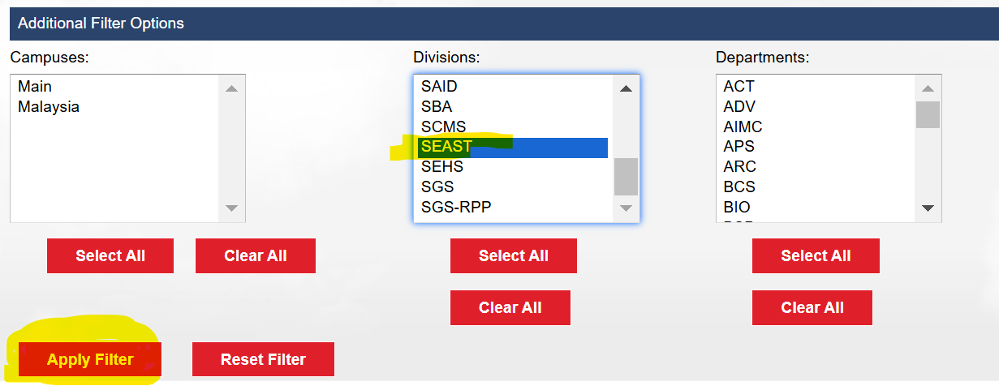 Additional Filter Options
Campuses:
Main
Malaysia
Select All
Clear All
Divisions:
SAID
SBA
SCMS
SEAST
SEHS
SGS
SGS-RPP
Select All
Clear All
Departments:
ACT
ADV
AIMC
APS
ARC
BCS
BIO
Select All
Clear All
Apply Filter
Reset Filter